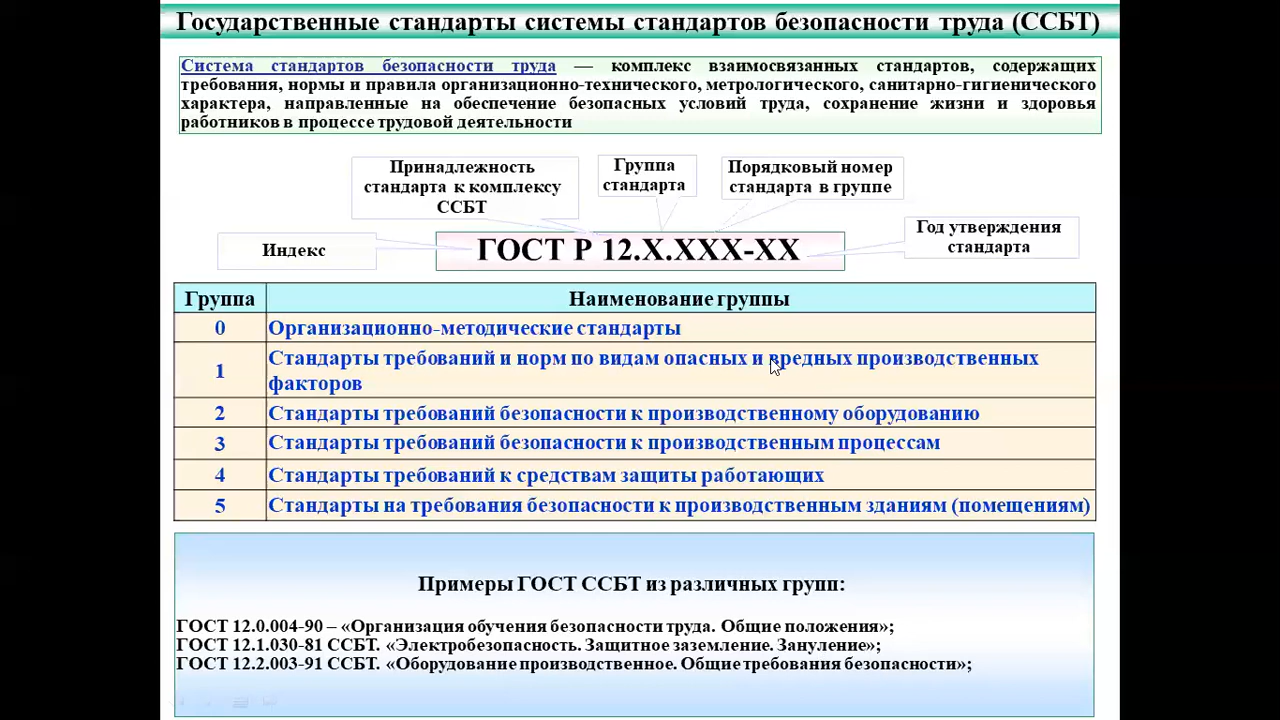 Государственные стандарты системы стандартов безопасности труда (ССБТ)
Система стандартов безопасности труда — комплекс взаимосвязанных стандартов, содержащих
требования, нормы и правила организационно-технического, метрологического, санитарно-гигиенического
характера, направленные на обеспечение безопасных условий труда, сохранение жизни и здоровья
работников в процессе трудовой деятельности
Принадлежность
стандарта к комплексу
ССБТ
Группа
стандарта
Порядковый номер
стандарта в группе
Год утверждения
стандарта
Индекс
ГОСТ Р 12.Х.ХХХ-ХХ
Группа Наименование группы
0 Организационно-методические стандарты
1 Стандарты требований и норм по видам опасных и вредных производственных
факторов
2 Стандарты требований безопасности к производственному оборудованию
3 Стандарты требований безопасности к производственным процессам
4 Стандарты требований к средствам защиты работающих
5 Стандарты на требования безопасности к производственным зданиям (помещениям)
Примеры ГОСТ ССБТ из различных групп:
ГОСТ 12.0.004-90 – «Организация обучения безопасности труда. Общие положения»;
ГОСТ 12.1.030-81 ССБТ. «Электробезопасность. Защитное заземление. Зануление»;
ГОСТ 12.2.003-91 ССБТ. «Оборудование производственное. Общие требования безопасности»;